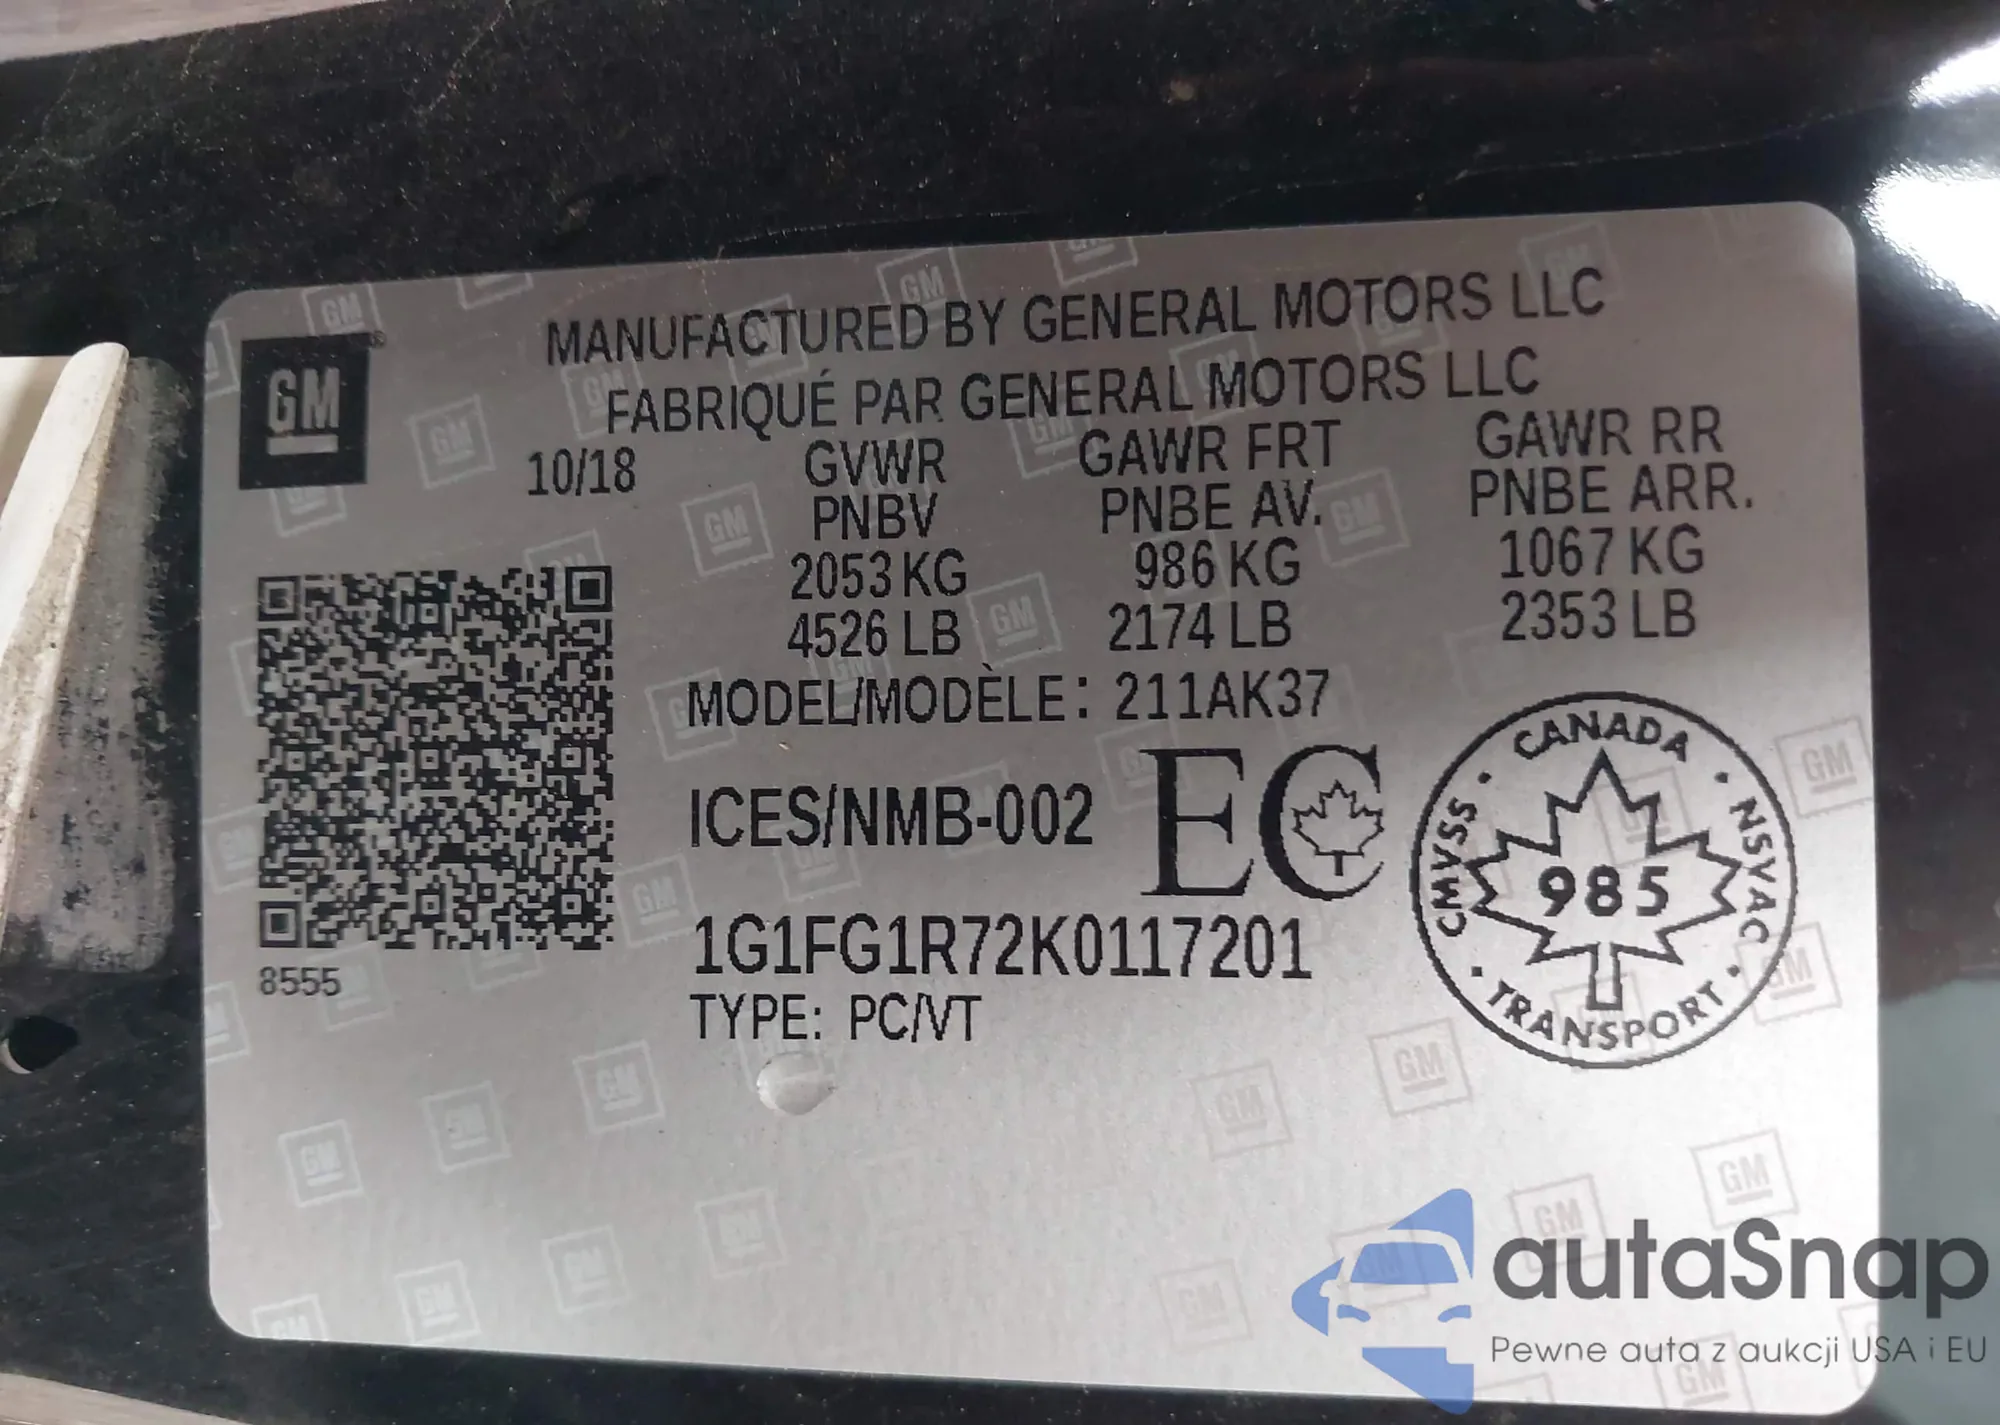 MANUFACTURED BY GENERAL MOTORS LLC
FABRIQUÉ PAR GENERAL MOTORS LLC
GM
10/18
GVWR
PNBV
2053 KG
4526 LB
GAWR FRT
PNBE AV.
986 KG
2174 LB
GAWR RR
PNBE ARR.
1067 KG
2353 LB
MODEL/MODÈLE: 211AK37
ICES/NMB-002
EC
1G1FG1R72K0117201
TYPE: PC/VT
8555
CANADA
CMVSS
NSVAC
985
TRANSPORT
autaSnap
Pewne auta z aukcji USA i EU